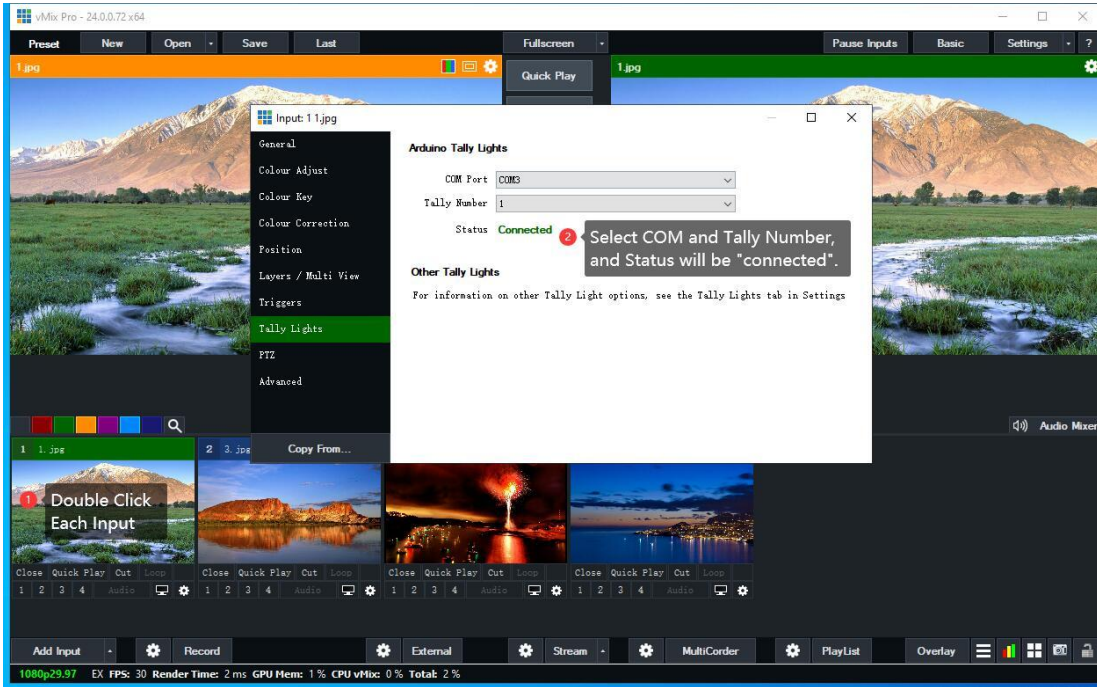 vMix Pro - 24.0.0.72 x64
Preset New Open Save Last Fullscreen Pause Inputs Basic Settings ?
1.jpg
Quick Play
1.jpg
Input: 1 1.jpg
General
Colour Adjust
Colour Key
Colour Correction
Position
Layers / Multi View
Triggers
Tally Lights
PTZ
Advanced
Copy From...
Arduino Tally Lights
COM Port COM3
Tally Number 1
Status Connected
2 Select COM and Tally Number,
and Status will be "connected".
Other Tally Lights
For information on other Tally Light options, see the Tally Lights tab in Settings
Audio Mixer
1 1.jpg
2 3.jpg
1 Double Click
Each Input
Close Quick Play Cut Loop Close Quick Play Cut Loop Close Quick Play Cut Loop Close Quick Play Cut Loop
1 2 3 4 Audio 1 2 3 4 Audio 1 2 3 4 Audio 1 2 3 4 Audio
Add Input Record External Stream MultiCorder PlayList Overlay
1080p29.97 EX FPS: 30 Render Time: 2 ms GPU Mem: 1 % CPU vMix: 0 % Total: 2 %